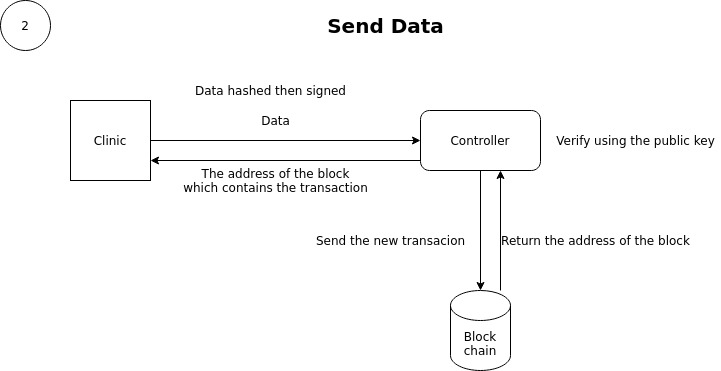 2
Send Data
Data hashed then signed
Data
Clinic
Controller
Verify using the public key
The address of the block
which contains the transaction
Send the new transacion
Return the address of the block
Block
chain